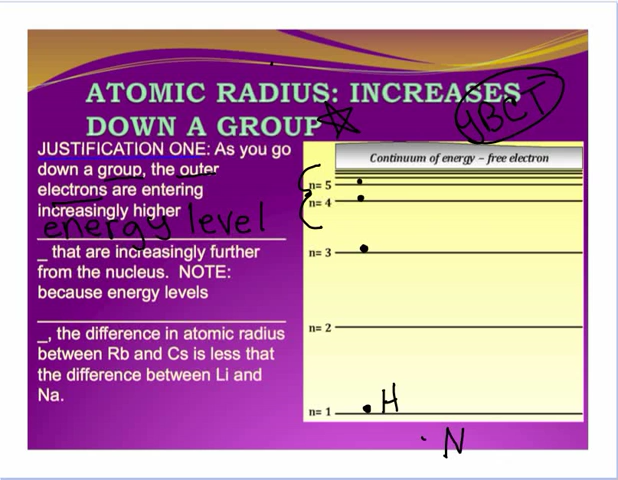 ATOMIC RADIUS: INCREASES
DOWN A GROUP
JUSTIFICATION ONE: As you go
down a group, the outer
electrons are entering
increasingly higher
energy level
_ that are increasingly further
from the nucleus. NOTE:
because energy levels
_, the difference in atomic radius
between Rb and Cs is less that
the difference between Li and
Na.
Continuum of energy – free electron
n= 5
n= 4
n= 3
n= 2
n= 1
H
N